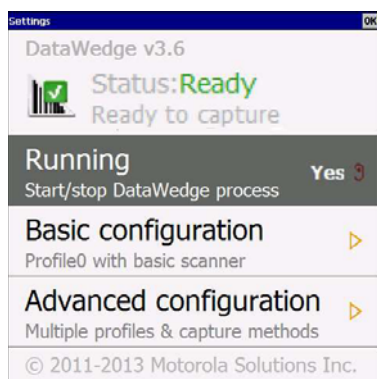 Settings OK
DataWedge v3.6
Status:Ready
Ready to capture
Running
Yes
Start/stop DataWedge process
Basic configuration
Profile0 with basic scanner
Advanced configuration
Multiple profiles & capture methods
© 2011-2013 Motorola Solutions Inc.